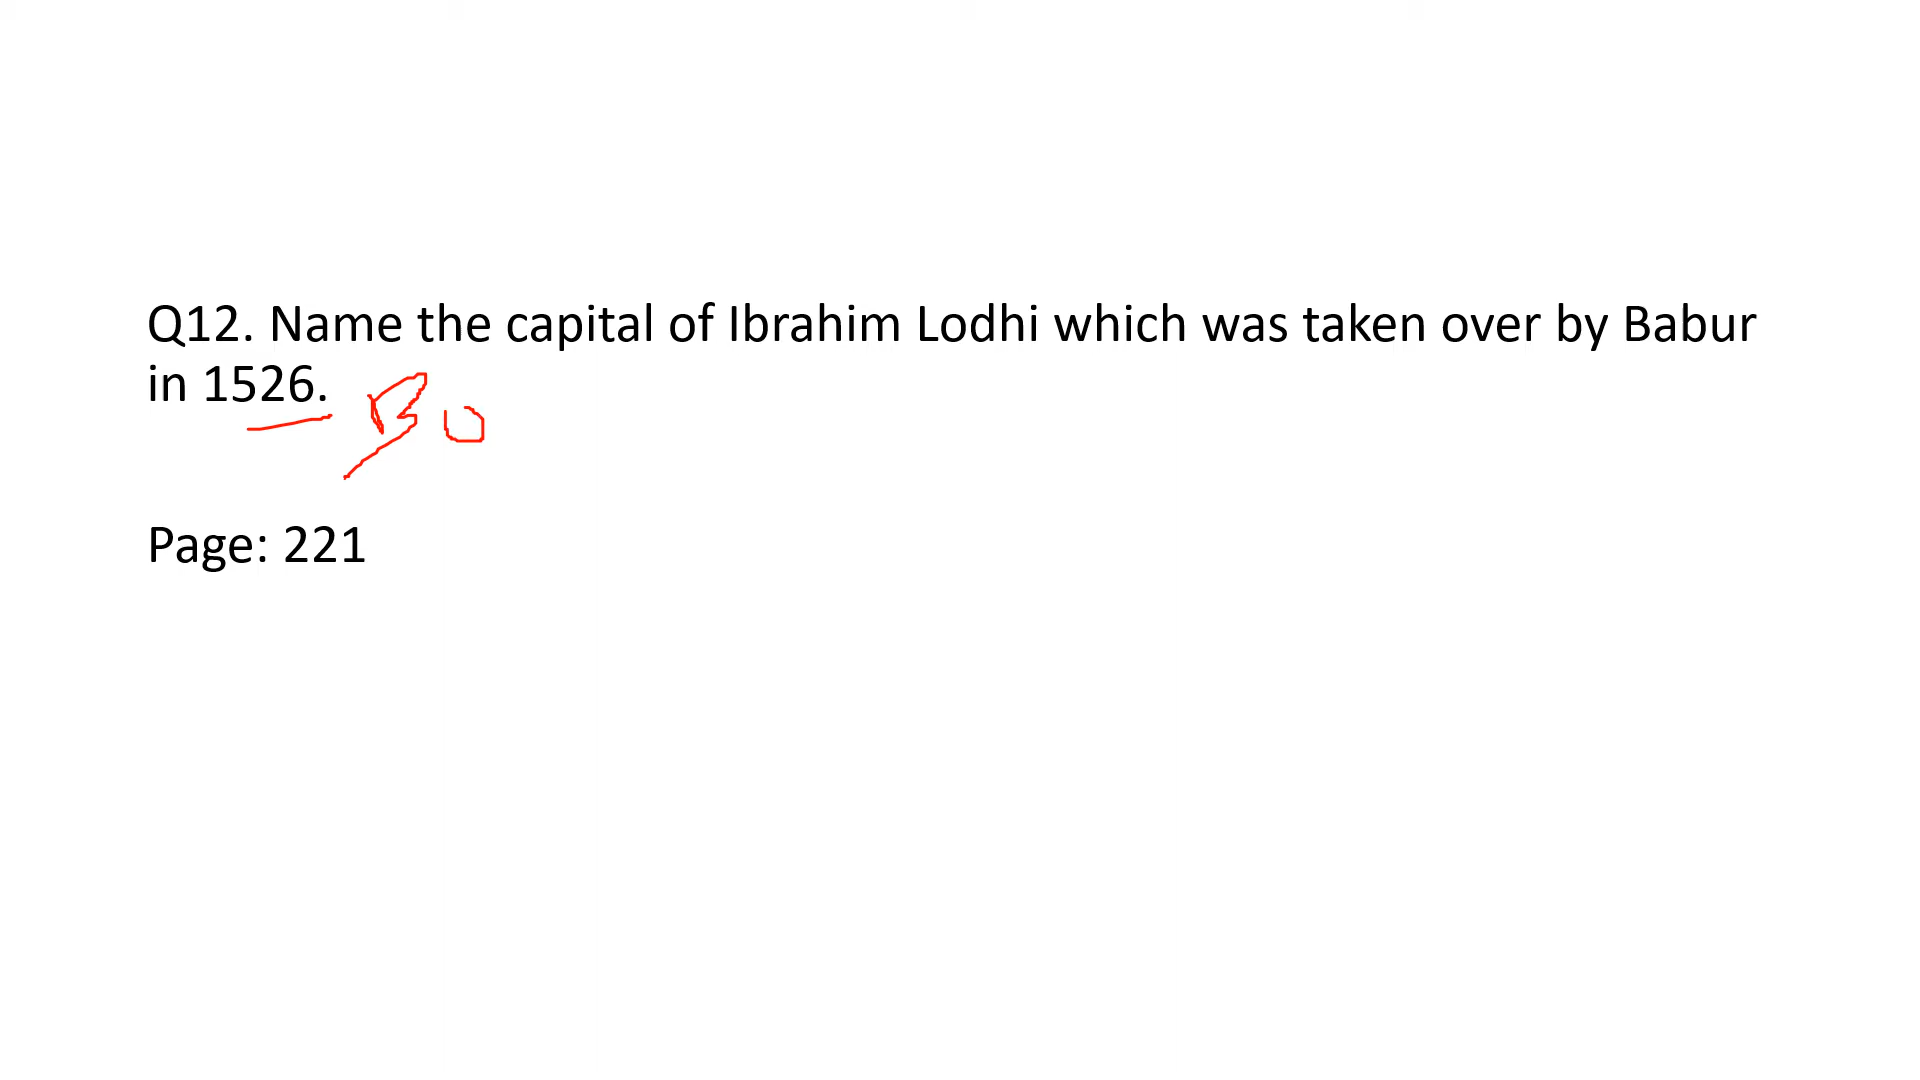 Q12. Name the capital of Ibrahim Lodhi which was taken over by Babur
in 1526.
Page: 221